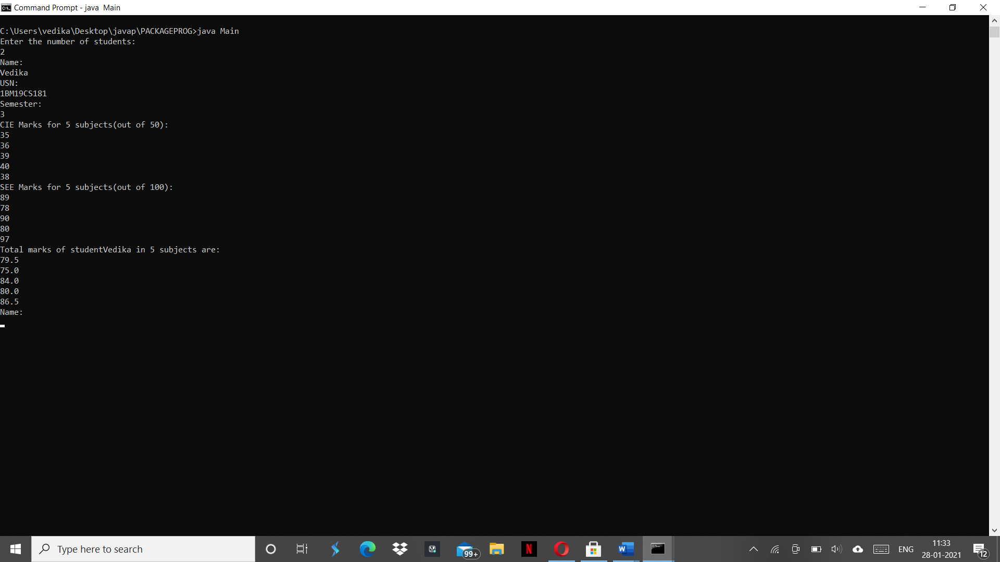 Command Prompt - java  Main
C:\Users\vedika\Desktop\javap\PACKAGEPROG>java Main
Enter the number of students:
2
Name:
Vedika
USN:
1BM19CS181
Semester:
3
CIE Marks for 5 subjects(out of 50):
35
36
39
40
38
SEE Marks for 5 subjects(out of 100):
89
78
90
80
97
Total marks of studentVedika in 5 subjects are:
79.5
75.0
84.0
80.0
86.5
Name:
Type here to search
99+
N
W
ENG
11:33
28-01-2021
12